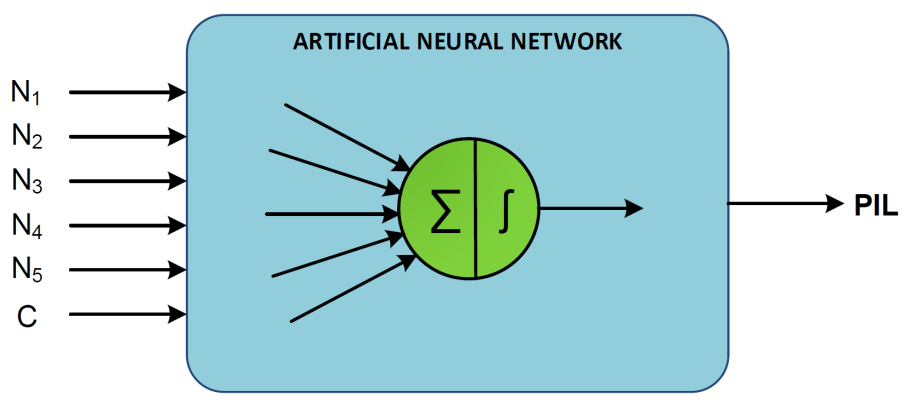 ARTIFICIAL NEURAL NETWORK
N₁
N₂
N₃
N₄
N₅
C
∑ ∫
PIL